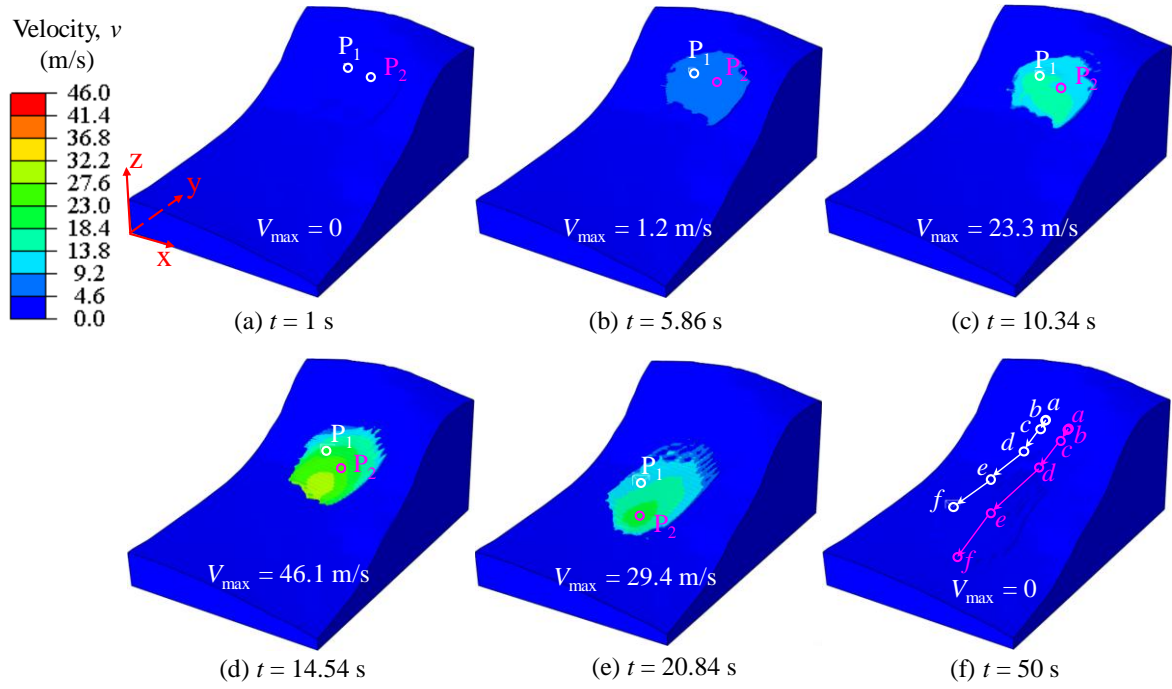 Velocity, v
(m/s)
46.0
41.4
36.8
32.2
27.6
23.0
18.4
13.8
9.2
4.6
0.0
z
y
x
P1
P2
Vmax = 0
(a) t = 1 s
P1
P2
Vmax = 1.2 m/s
(b) t = 5.86 s
P1
P2
Vmax = 23.3 m/s
(c) t = 10.34 s
P1
P2
Vmax = 46.1 m/s
(d) t = 14.54 s
P1
P2
Vmax = 29.4 m/s
(e) t = 20.84 s
a
b
c
d
e
f
a
b
c
d
e
f
Vmax = 0
(f) t = 50 s